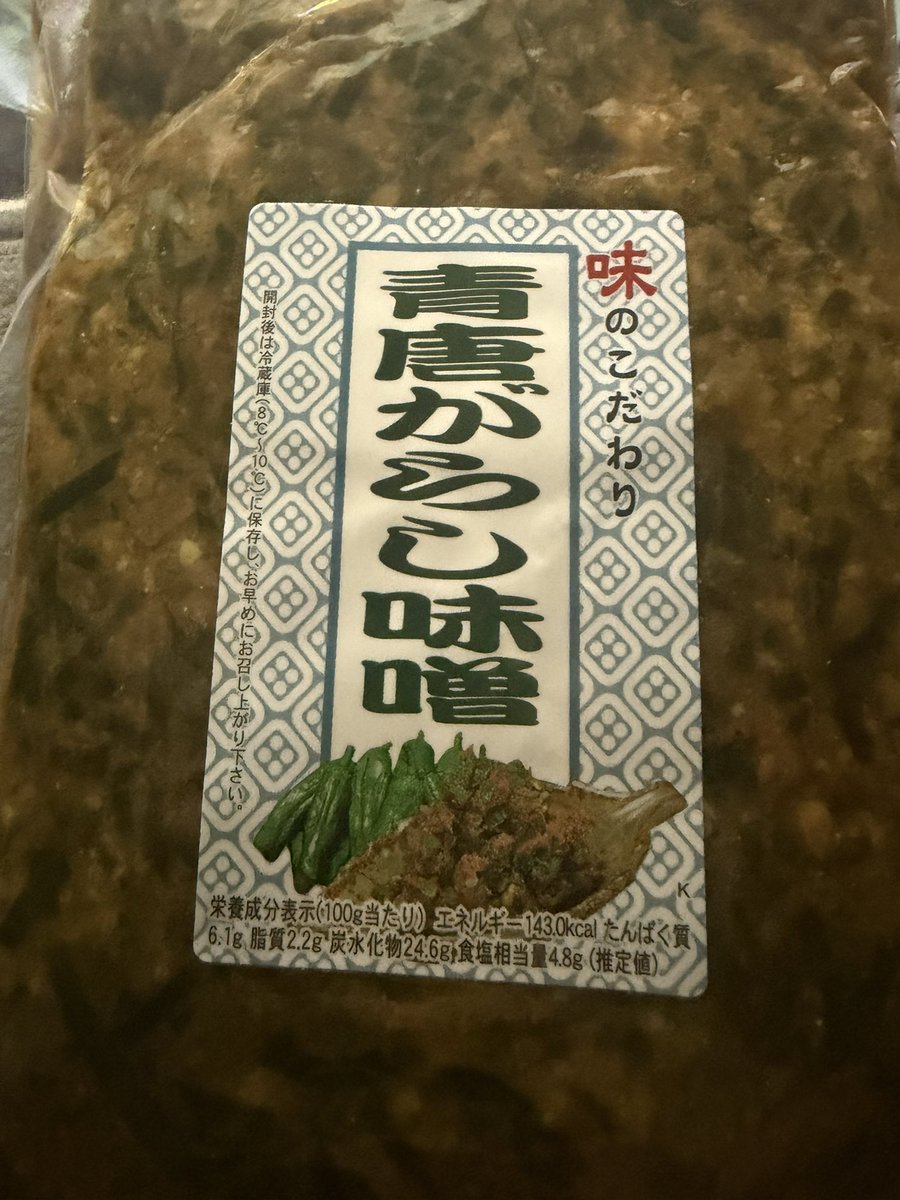 味のこだわり
青唐がらし味噌
開封後は冷蔵庫(8℃〜10℃)に保存し、お早めにお召し上がり下さい。
K
栄養成分表示(100g当たり) エネルギー143.0kcal たんぱく質
6.1g 脂質2.2g 炭水化物24.6g 食塩相当量4.8g (推定値)